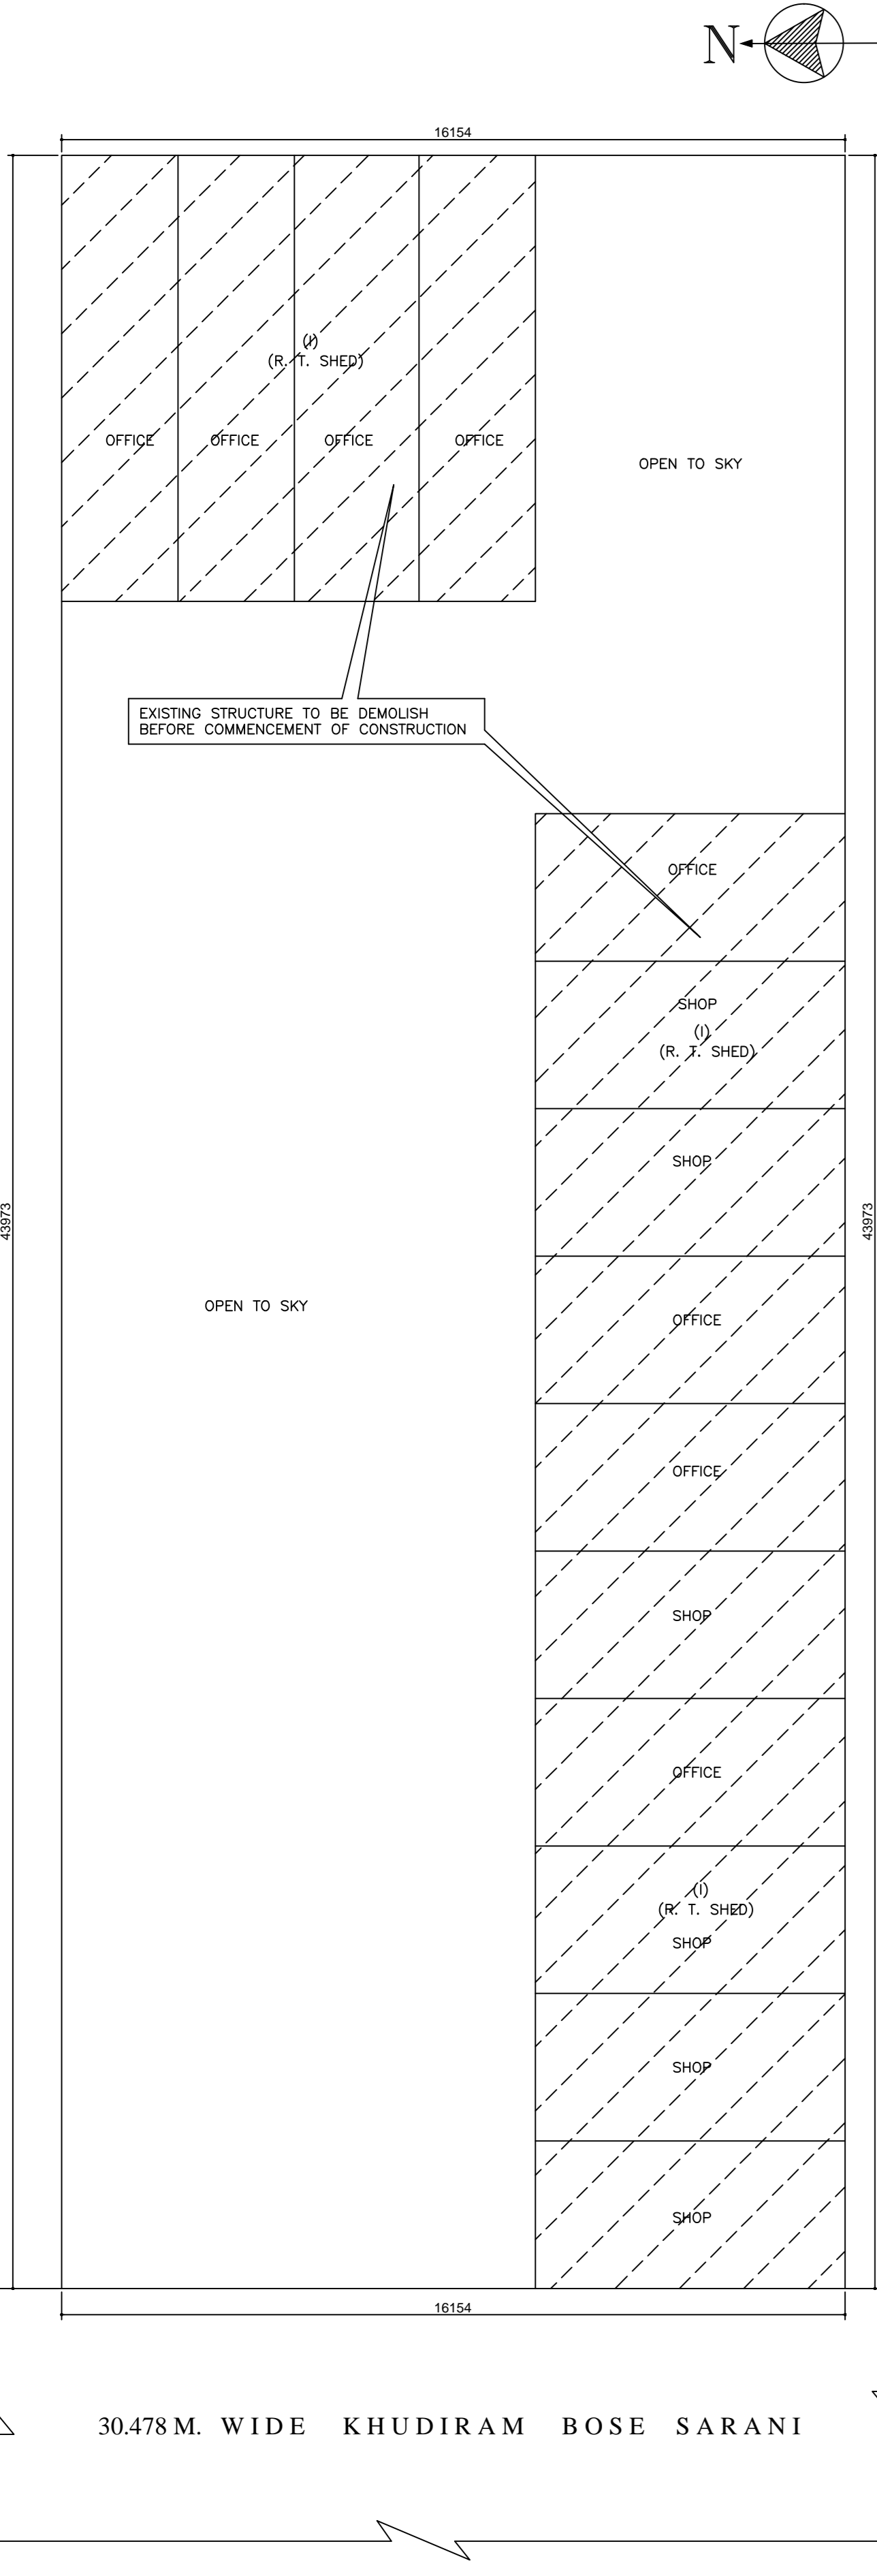 N
16154
(I)
(R. T. SHED)
OFFICE OFFICE OFFICE OFFICE
OPEN TO SKY
EXISTING STRUCTURE TO BE DEMOLISH
BEFORE COMMENCEMENT OF CONSTRUCTION
OFFICE
SHOP
(I)
(R. T. SHED)
SHOP
43973
43973
OPEN TO SKY
OFFICE
OFFICE
SHOP
OFFICE
(I)
(R. T. SHED)
SHOP
SHOP
SHOP
16154
30.478 M. WIDE KHUDIRAM BOSE SARANI